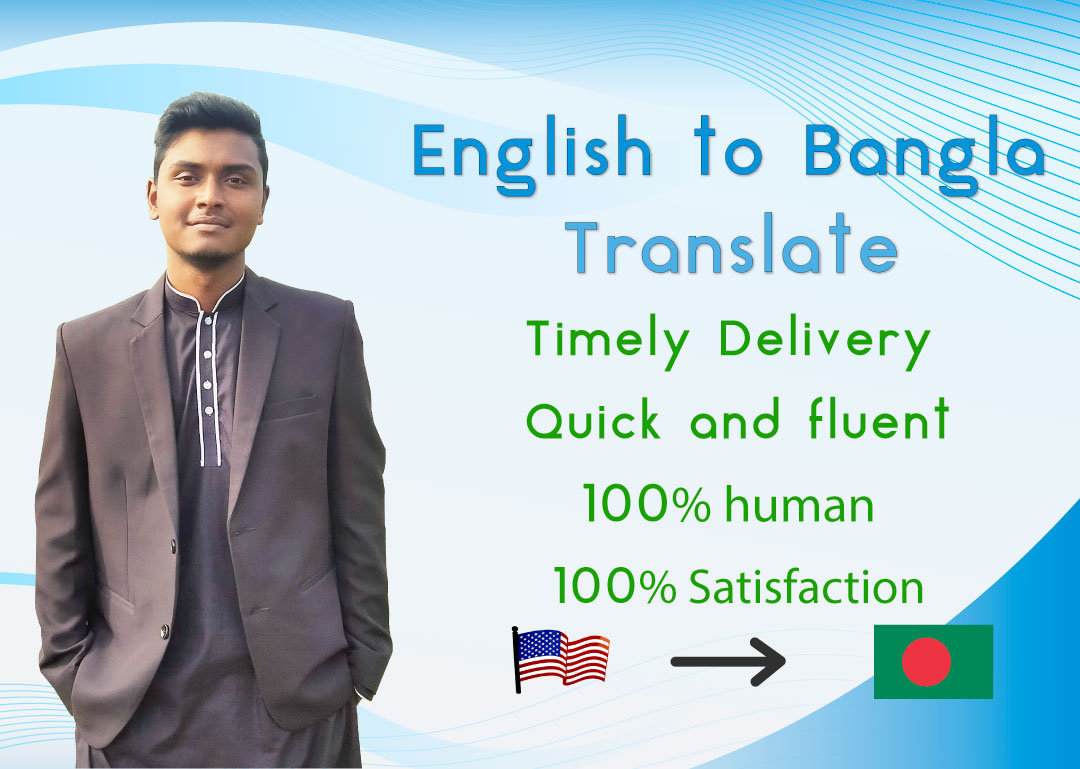 English to Bangla
Translate
Timely Delivery
Quick and fluent
100% human
100% Satisfaction